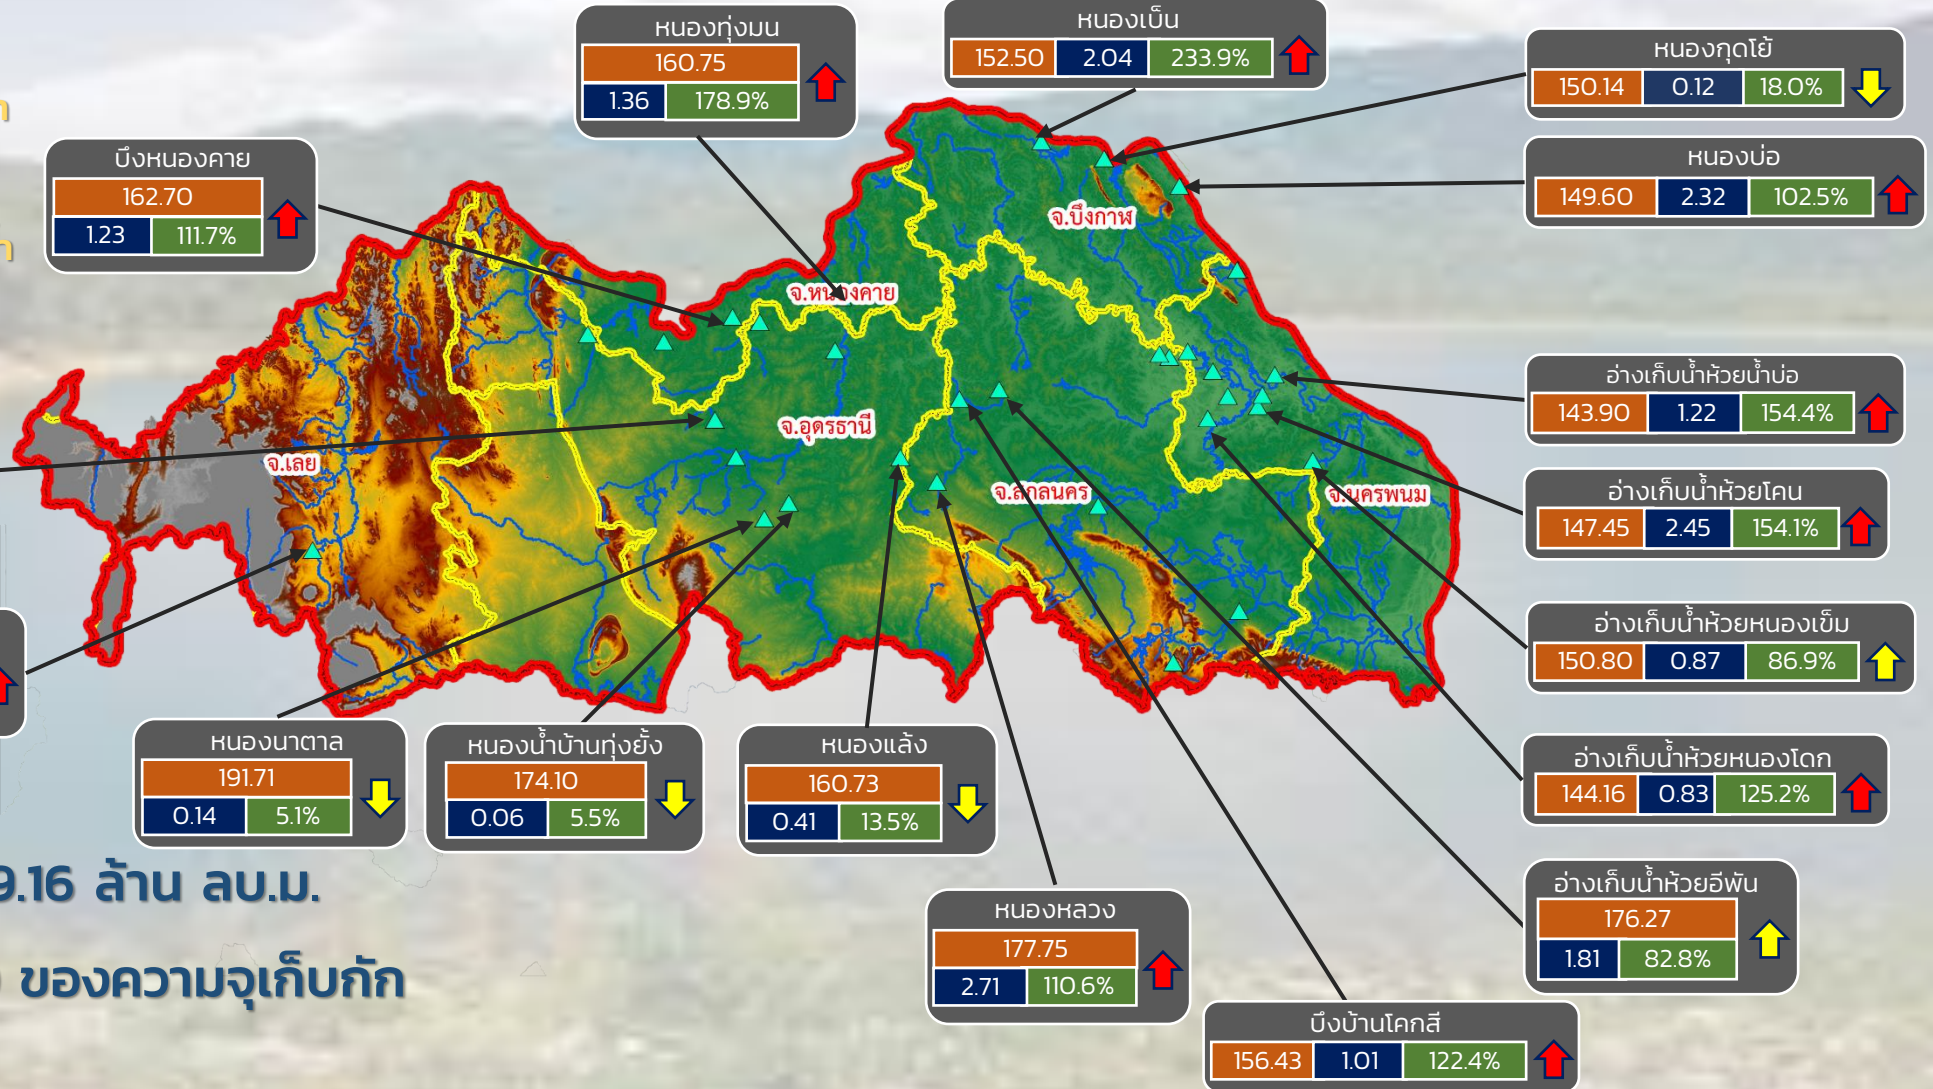 หนองทุ่งมน
160.75
1.36 178.9%
หนองเบ็น
152.50 2.04 233.9%
หนองกุดโย้
150.14 0.12 18.0%
บึงหนองคาย
162.70
1.23 111.7%
หนองบ่อ
149.60 2.32 102.5%
จ.บึงกาฬ
จ.หนองคาย
จ.อุดรธานี
จ.เลย
จ.สกลนคร
จ.นครพนม
อ่างเก็บน้ำห้วยน้ำบ่อ
143.90 1.22 154.4%
อ่างเก็บน้ำห้วยโคน
147.45 2.45 154.1%
อ่างเก็บน้ำห้วยหนองเข็ม
150.80 0.87 86.9%
หนองนาตาล
191.71
0.14 5.1%
หนองน้ำบ้านทุ่งยั้ง
174.10
0.06 5.5%
หนองแล้ง
160.73
0.41 13.5%
อ่างเก็บน้ำห้วยหนองโดก
144.16 0.83 125.2%
9.16 ล้าน ลบ.ม.
ของความจุเก็บกัก
หนองหลวง
177.75
2.71 110.6%
อ่างเก็บน้ำห้วยอีพัน
176.27
1.81 82.8%
บึงบ้านโคกสี
156.43 1.01 122.4%